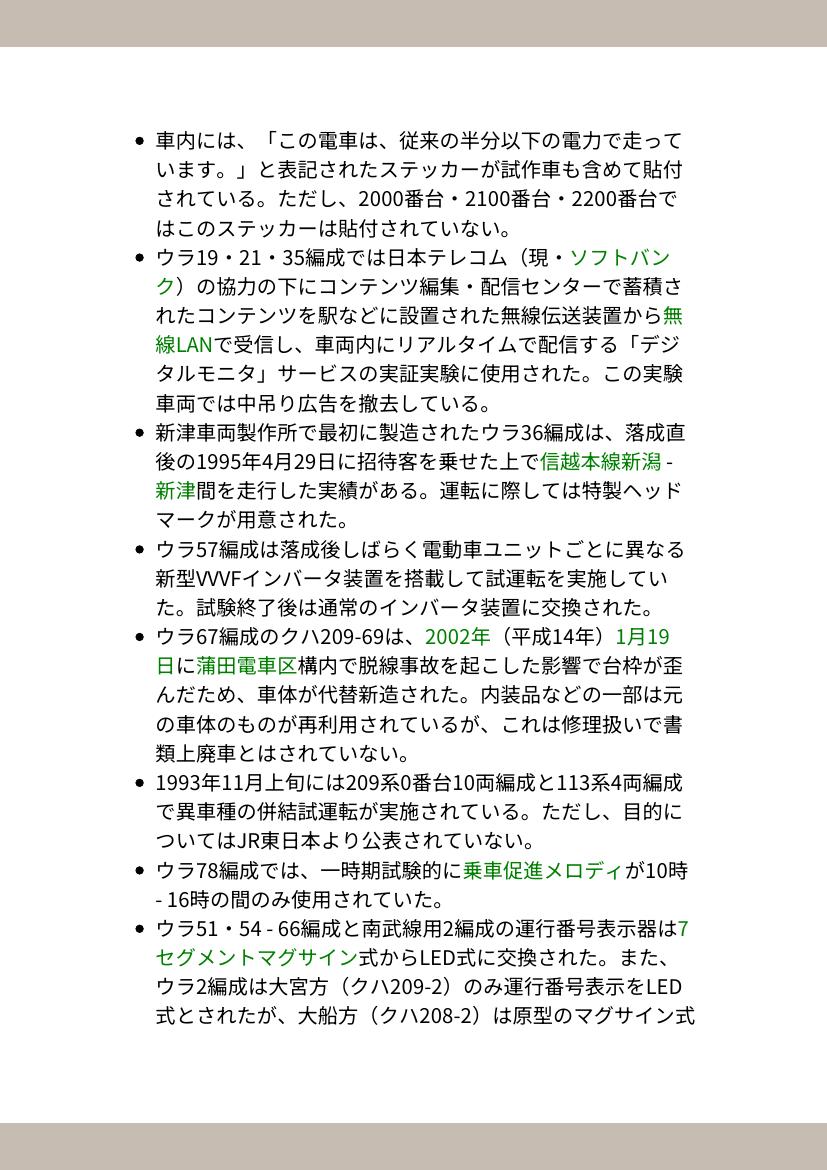 車内には、「この電車は、従来の半分以下の電力で走って
います。」と表記されたステッカーが試作車も含めて貼付
されている。ただし、2000番台・2100番台・2200番台で
はこのステッカーは貼付されていない。
ウラ19・21・35編成では日本テレコム（現・ソフトバン
ク）の協力の下にコンテンツ編集・配信センターで蓄積さ
れたコンテンツを駅などに設置された無線伝送装置から無
線LANで受信し、車両内にリアルタイムで配信する「デジ
タルモニタ」サービスの実証実験に使用された。この実験
車両では中吊り広告を撤去している。
新津車両製作所で最初に製造されたウラ36編成は、落成直
後の1995年4月29日に招待客を乗せた上で信越本線新潟 -
新津間を走行した実績がある。運転に際しては特製ヘッド
マークが用意された。
ウラ57編成は落成後しばらく電動車ユニットごとに異なる
新型VVVFインバータ装置を搭載して試運転を実施してい
た。試験終了後は通常のインバータ装置に交換された。
ウラ67編成のクハ209-69は、2002年（平成14年）1月19
日に蒲田電車区構内で脱線事故を起こした影響で台枠が歪
んだため、車体が代替新造された。内装品などの一部は元
の車体のものが再利用されているが、これは修理扱いで書
類上廃車とはされていない。
1993年11月上旬には209系0番台10両編成と113系4両編成
で異車種の併結試運転が実施されている。ただし、目的に
ついてはJR東日本より公表されていない。
ウラ78編成では、一時期試験的に乗車促進メロディが10時
- 16時の間のみ使用されていた。
ウラ51・54 - 66編成と南武線用2編成の運行番号表示器は7
セグメントマグサイン式からLED式に交換された。また、
ウラ2編成は大宮方（クハ209-2）のみ運行番号表示をLED
式とされたが、大船方（クハ208-2）は原型のマグサイン式